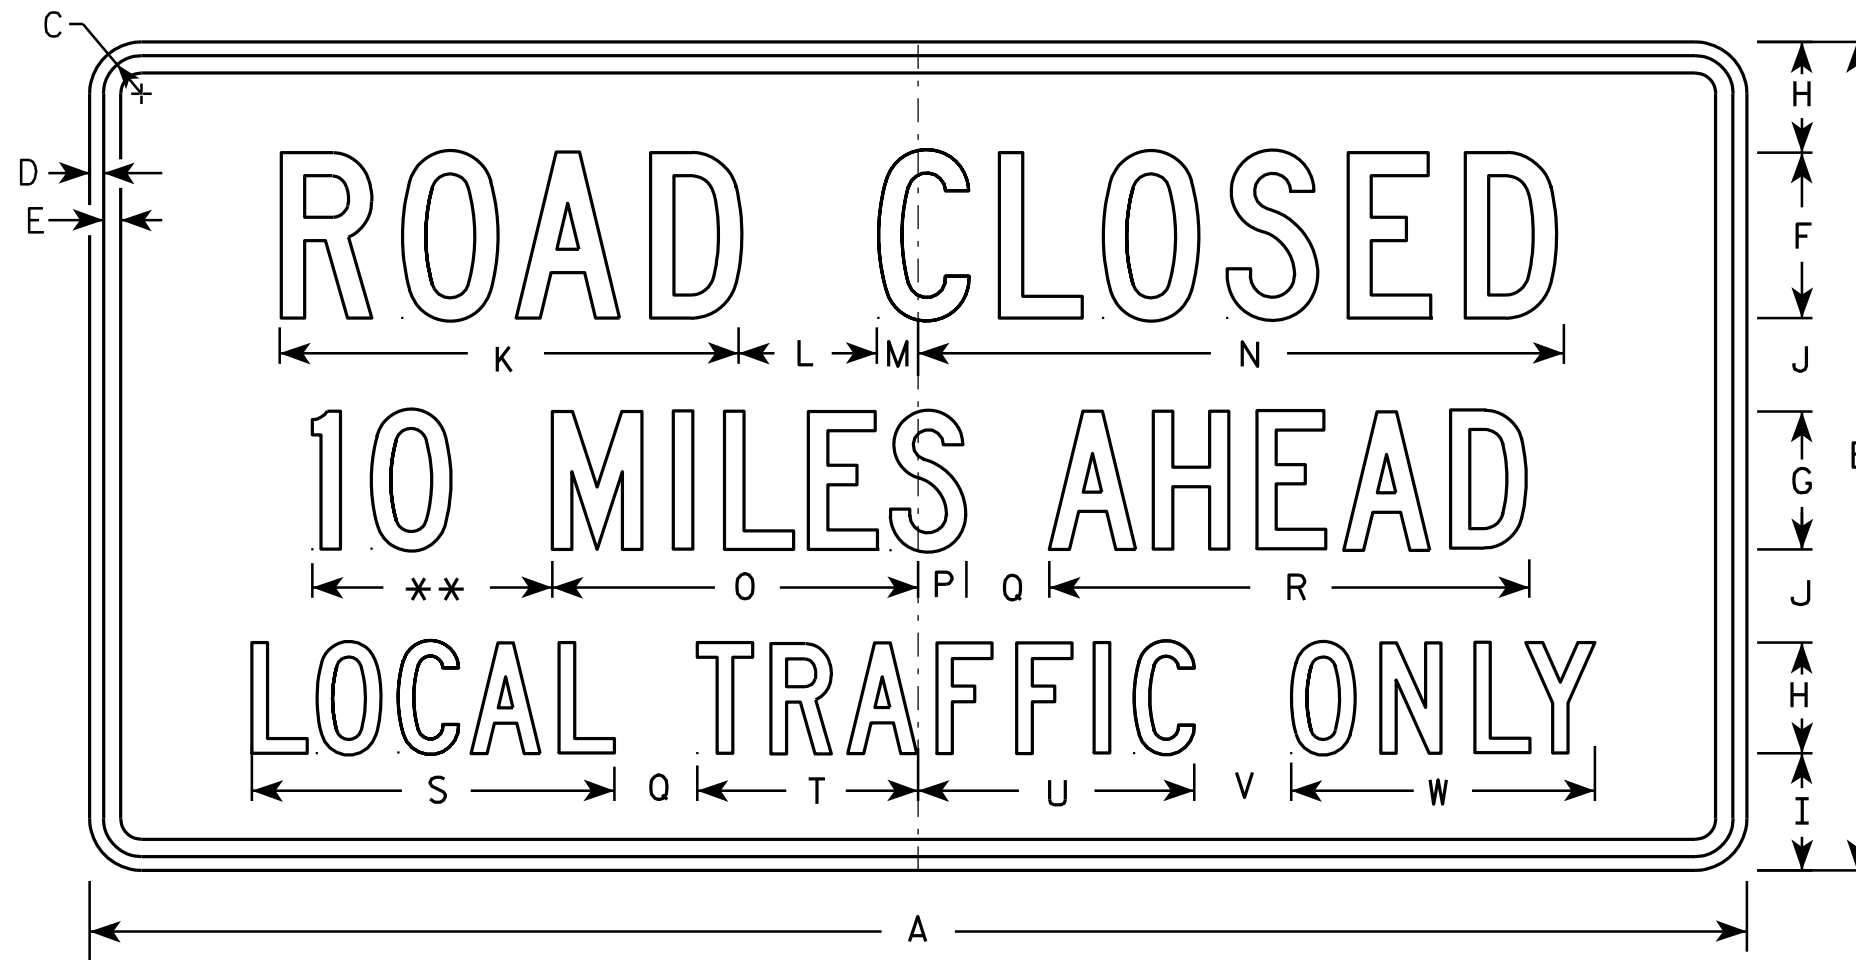 C
H
ROAD CLOSED
D
E
F
K L M N
J
10 MILES AHEAD
G
** O P Q R
J
LOCAL TRAFFIC ONLY
H
S Q T U V W
I
A